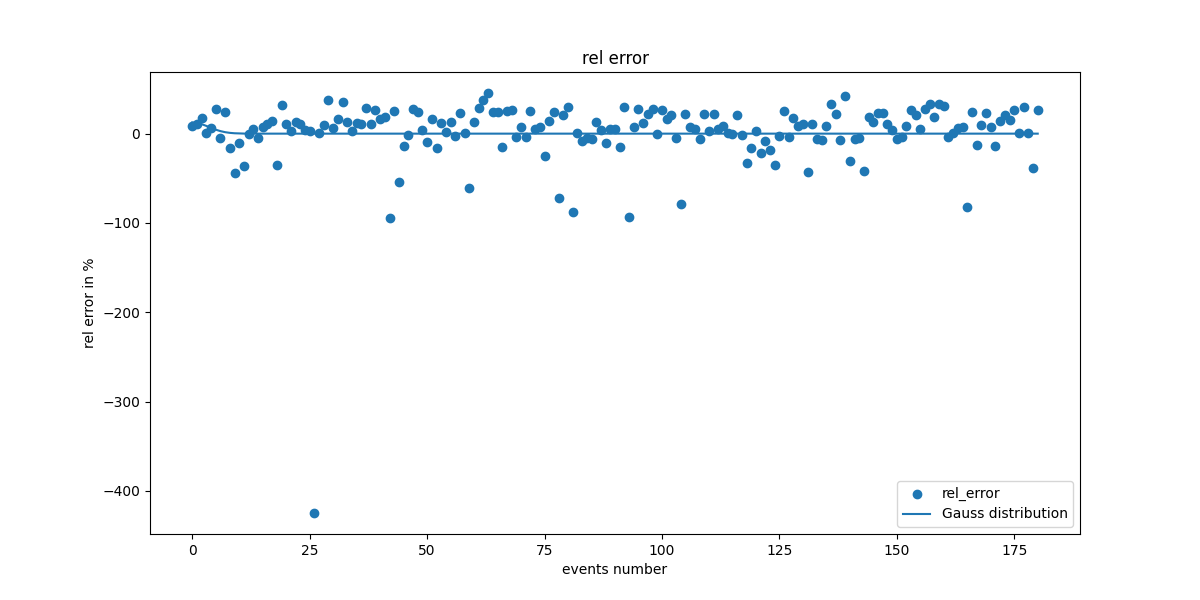 rel error
0
−100
−200
−300
−400
rel error in %
0
25
50
75
100
125
150
175
events number
rel_error
Gauss distribution